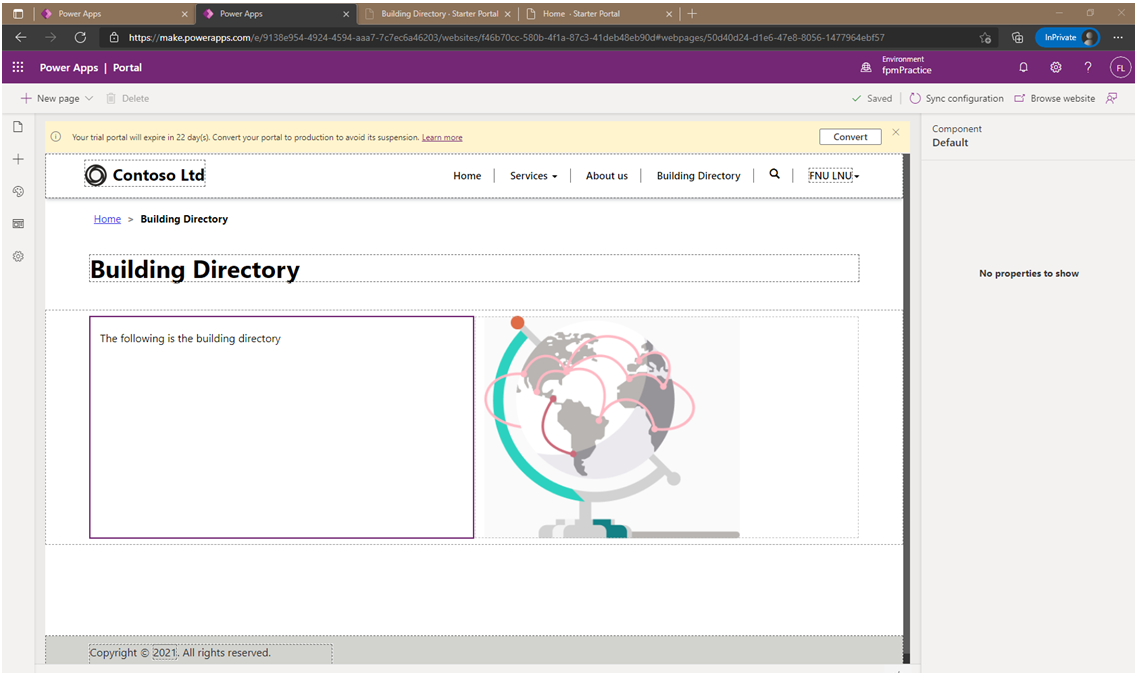 Power Apps
Power Apps
Building Directory - Starter Portal
Home · Starter Portal
https://make.powerapps.com/e/9138e954-4924-4594-aaa7-7c7ec6a46203/websites/f46b70cc-580b-4f1a-87c3-41deb48eb90d#webpages/50d40d24-d1e6-47e8-8056-1477964ebf57
InPrivate
Power Apps | Portal
Environment
fpmPractice
FL
New page
Delete
Saved
Sync configuration
Browse website
Your trial portal will expire in 22 day(s). Convert your portal to production to avoid its suspension. Learn more
Convert
Component
Default
Contoso Ltd
Home
Services
About us
Building Directory
FNU LNU
Home > Building Directory
Building Directory
No properties to show
The following is the building directory
Copyright © 2021. All rights reserved.